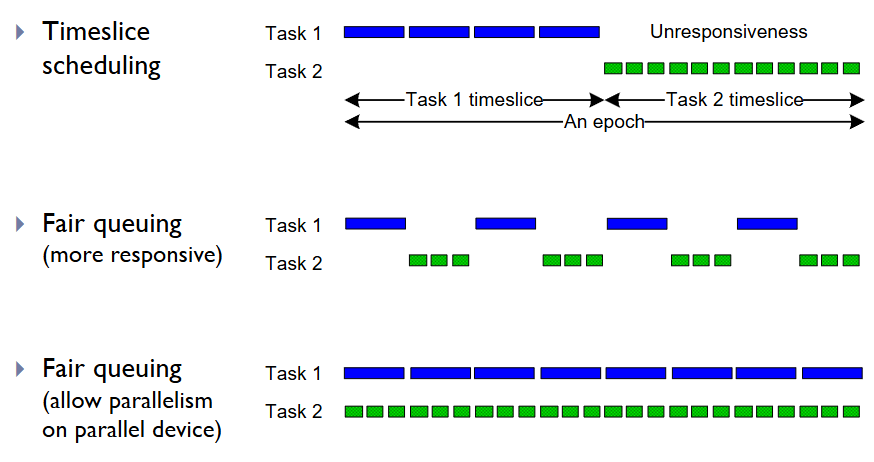 Timeslice
scheduling
Task 1
Unresponsiveness
Task 2
Task 1 timeslice
Task 2 timeslice
An epoch
Fair queuing
(more responsive)
Task 1
Task 2
Fair queuing
(allow parallelism
on parallel device)
Task 1
Task 2